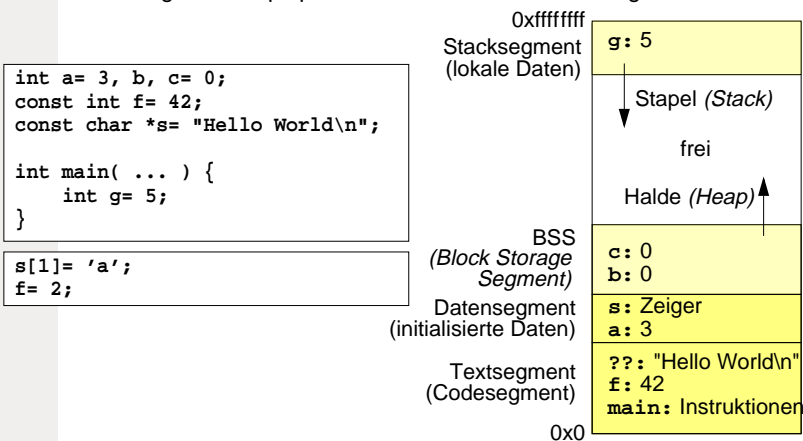 int a= 3, b, c= 0;
const int f= 42;
const char *s= "Hello World\n";
int main( ... ) {
int g= 5;
}
s[1]= ’a’;
f= 2;
0xffffffff
Stacksegment
(lokale Daten)
g: 5
Stapel (Stack)
frei
Halde (Heap)
BSS
(Block Storage
Segment)
c: 0
b: 0
Datensegment
(initialisierte Daten)
s: Zeiger
a: 3
Textsegment
(Codesegment)
??: "Hello World\n"
f: 42
main: Instruktionen
0x0